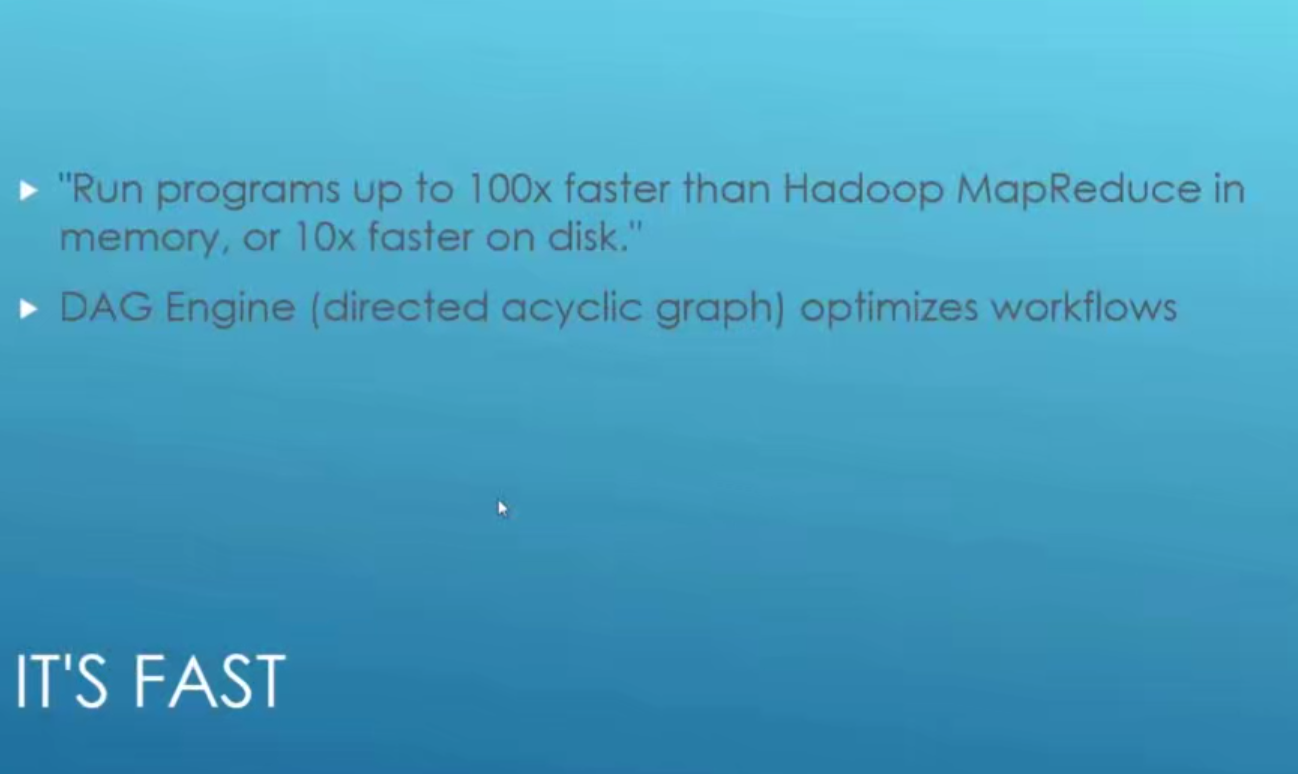 "Run programs up to 100x faster than Hadoop MapReduce in
memory, or 10x faster on disk."
DAG Engine (directed acyclic graph) optimizes workflows
IT'S FAST